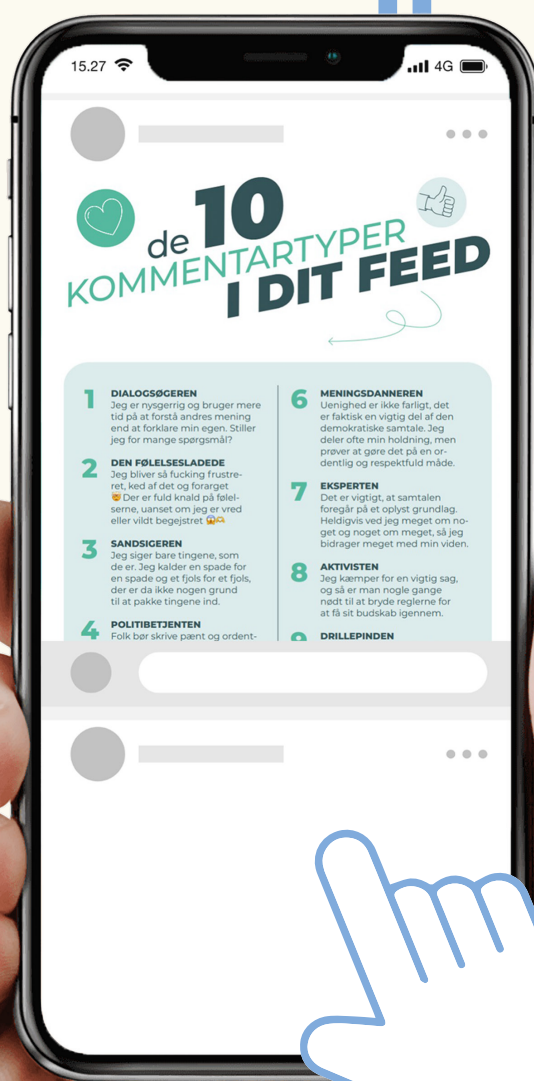 15.27
4G
de 10
KOMMENTARTYPER
I DIT FEED
1 DIALOGSØGEREN
Jeg er nysgerrig og bruger mere
tid på at forstå andres mening
end at forklare min egen. Stiller
jeg for mange spørgsmål?
2 DEN FØLELSESLADEDE
Jeg bliver så fucking frustre-
ret, ked af det og forarget
🤯Der er fuld knald på følel-
serne, uanset om jeg er vred
eller vildt begejstret 😱🫶
3 SANDSIGEREN
Jeg siger bare tingene, som
de er. Jeg kalder en spade for
en spade og et fjols for et fjols,
der er da ikke nogen grund
til at pakke tingene ind.
4 POLITIBETJENTEN
Folk bør skrive pænt og ordent-
6 MENINGSDANNEREN
Uenighed er ikke farligt, det
er faktisk en vigtig del af den
demokratiske samtale. Jeg
deler ofte min holdning, men
prøver at gøre det på en or-
dentlig og respektfuld måde.
7 EKSPERTEN
Det er vigtigt, at samtalen
foregår på et oplyst grundlag.
Heldigvis ved jeg meget om no-
get og noget om meget, så jeg
bidrager meget med min viden.
8 AKTIVISTEN
Jeg kæmper for en vigtig sag,
og så er man nogle gange
nødt til at bryde reglerne for
at få sit budskab igennem.
9 DRILLEPINDEN